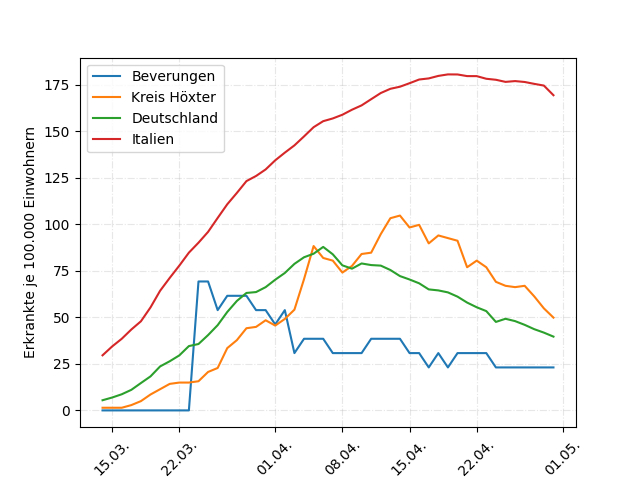 Beverungen
Kreis Höxter
Deutschland
Italien
Erkrankte je 100.000 Einwohnern
175
150
125
100
75
50
25
0
15.03. 22.03. 01.04. 08.04. 15.04. 22.04. 01.05.